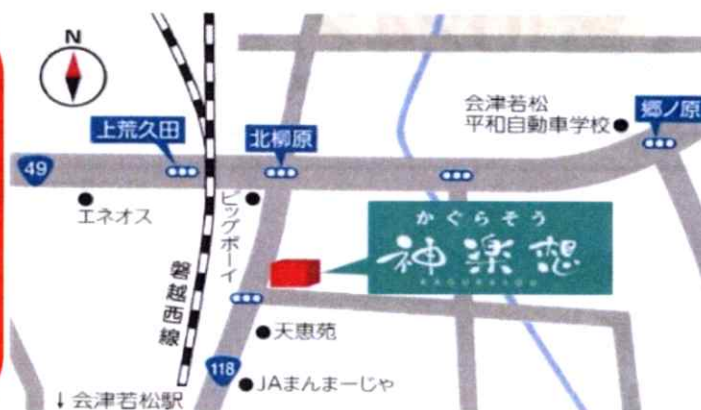 N
会津若松
平和自動車学校
郷ノ原
上荒久田
北柳原
49
エネオス
ビッグボーイ
かぐらそう
神楽想
KAGURASOU
磐越西線
天恵苑
118
JAまんまーじゃ
↓会津若松駅